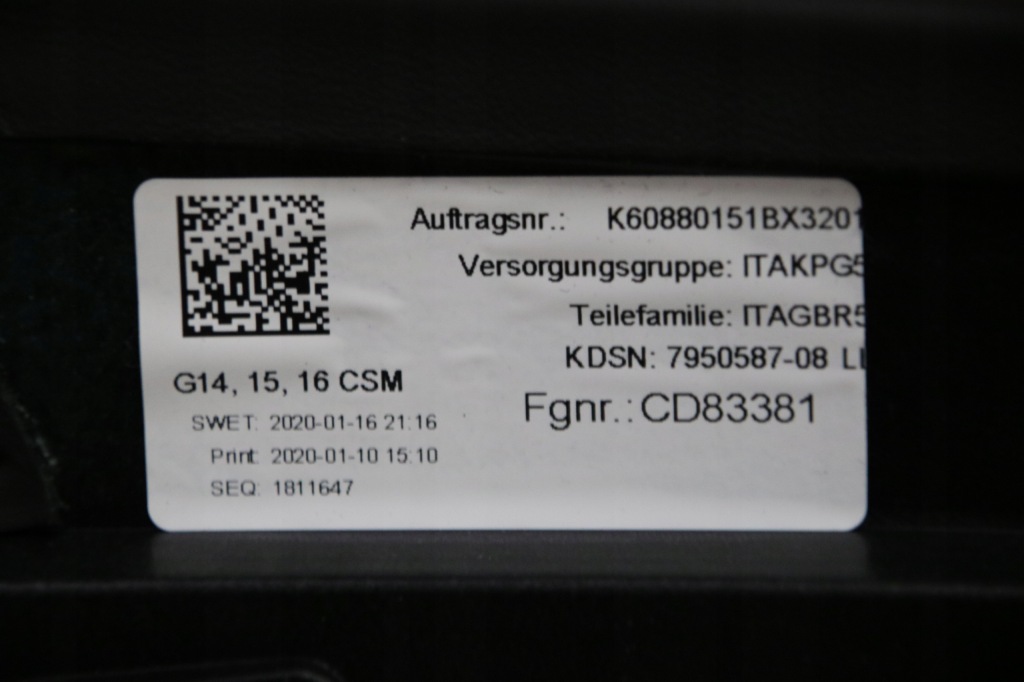 Auftragsnr.: K60880151BX3201
Versorgungsgruppe: ITAKPG5
Teilefamilie: ITAGBR5
KDSN: 7950587-08
Fgnr.: CD83381
G14, 15, 16 CSM
SWET: 2020-01-16 21:16
Print: 2020-01-10 15:10
SEQ: 1811647